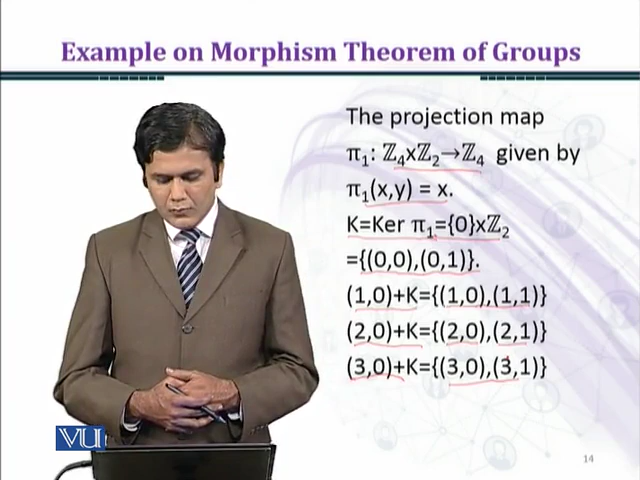 Example on Morphism Theorem of Groups
The projection map
π₁: ℤ₄xℤ₂→ℤ₄ given by
π₁(x,y) = x.
K=Ker π₁={0}xℤ₂
={(0,0),(0,1)}.
(1,0)+K={(1,0),(1,1)}
(2,0)+K={(2,0),(2,1)}
(3,0)+K={(3,0),(3,1)}
VU
14